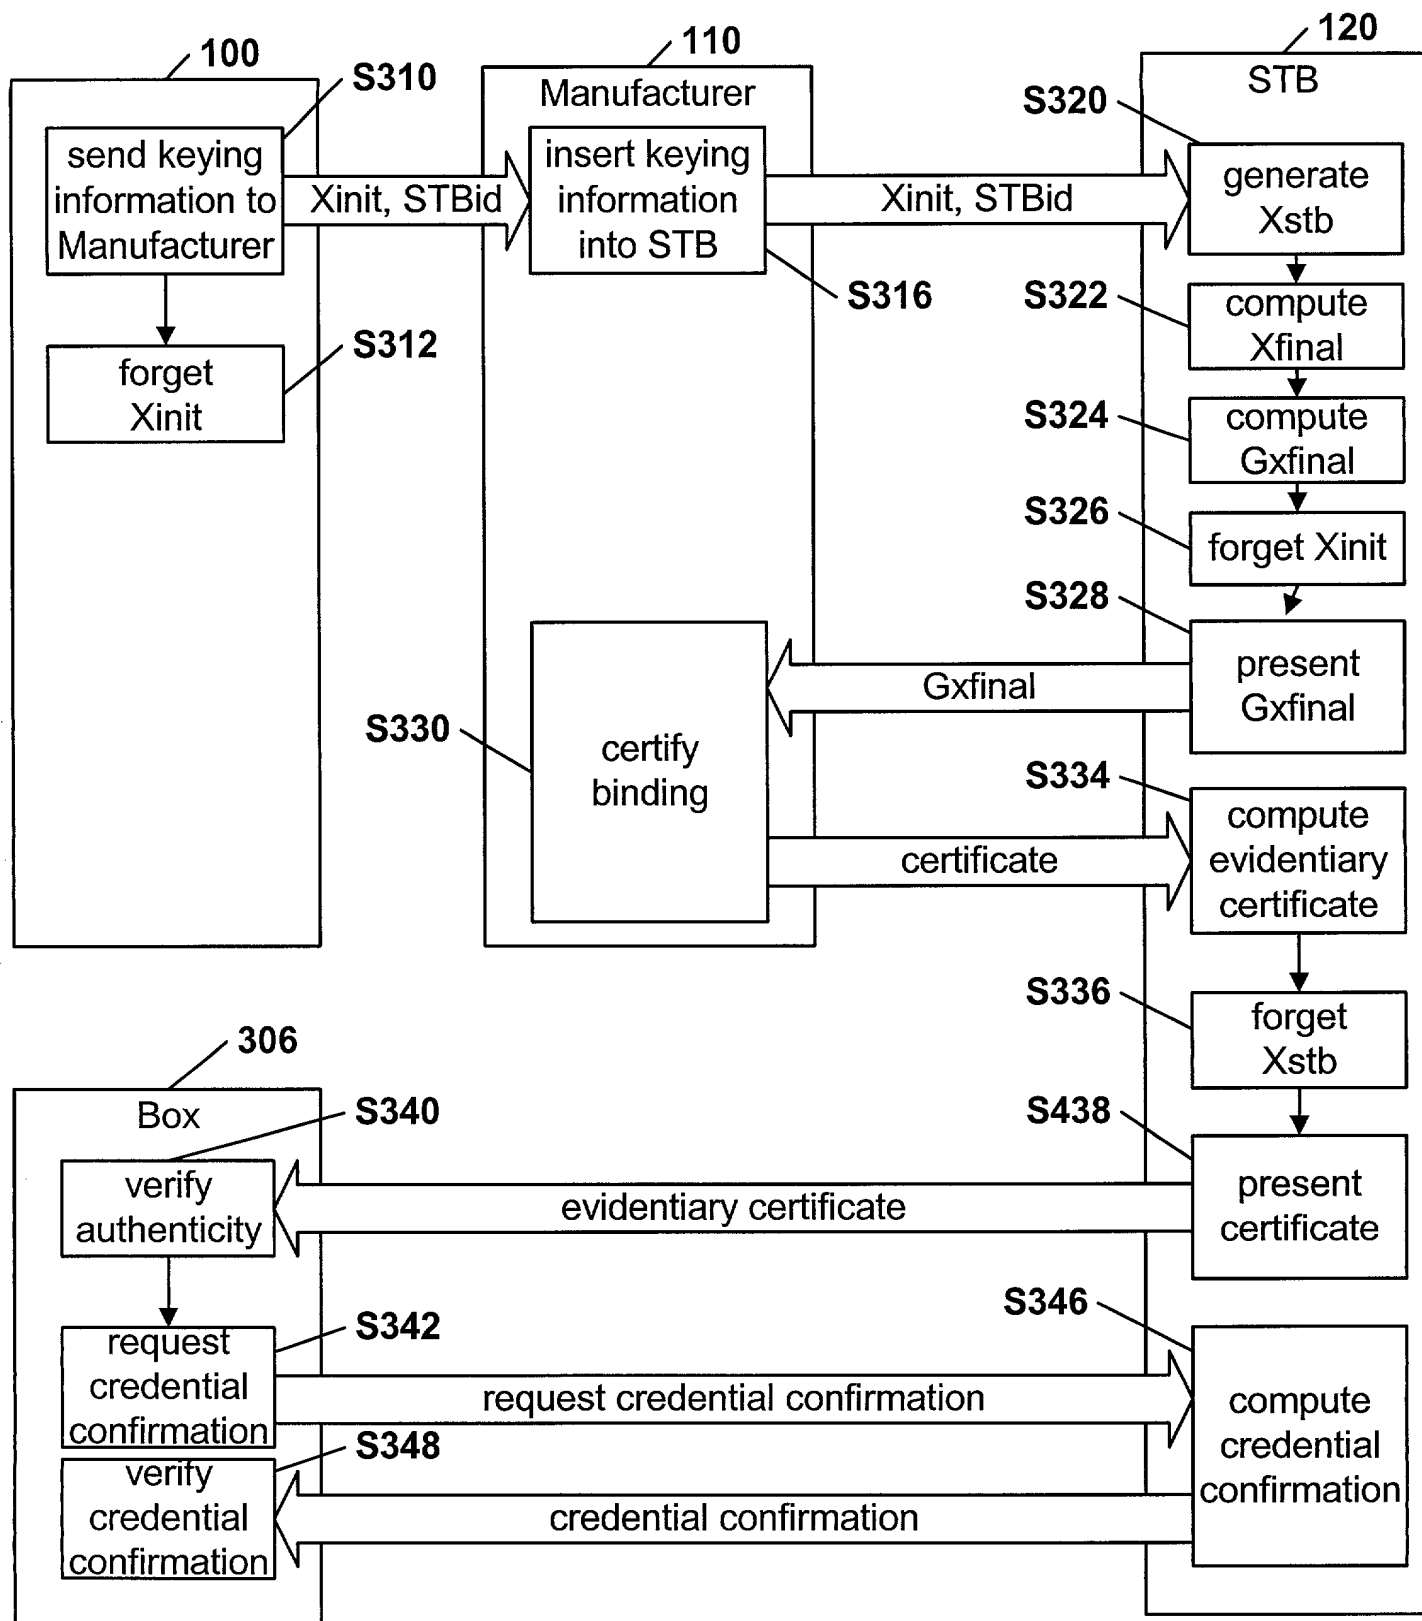 100
S310
send keying
information to
Manufacturer
Xinit, STBid
S312
forget
Xinit
110
Manufacturer
insert keying
information
into STB
S316
Xinit, STBid
120
STB
S320
generate
Xstb
S322
compute
Xfinal
S324
compute
Gxfinal
S326
forget Xinit
S328
present
Gxfinal
Gxfinal
S330
certify
binding
certificate
S334
compute
evidentiary
certificate
S336
forget
Xstb
S438
present
certificate
evidentiary certificate
306
Box
S340
verify
authenticity
S342
request
credential
confirmation
request credential confirmation
S346
compute
credential
confirmation
credential confirmation
S348
verify
credential
confirmation